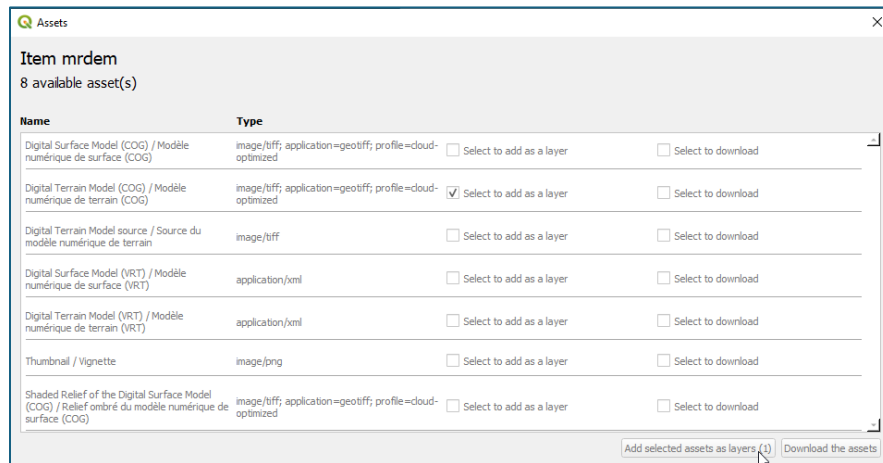 Assets
Item mrdem
8 available asset(s)
Name Type
Digital Surface Model (COG) / Modèle
numérique de surface (COG)
image/tiff; application=geotiff; profile=cloud-
optimized
Select to add as a layer
Select to download
Digital Terrain Model (COG) / Modèle
numérique de terrain (COG)
image/tiff; application=geotiff; profile=cloud-
optimized
Select to add as a layer
Select to download
Digital Terrain Model source / Source du
modèle numérique de terrain
image/tiff
Select to add as a layer
Select to download
Digital Surface Model (VRT) / Modèle
numérique de surface (VRT)
application/xml
Select to add as a layer
Select to download
Digital Terrain Model (VRT) / Modèle
numérique de terrain (VRT)
application/xml
Select to add as a layer
Select to download
Thumbnail / Vignette
image/png
Select to add as a layer
Select to download
Shaded Relief of the Digital Surface Model
(COG) / Relief ombré du modèle numérique de
surface (COG)
image/tiff; application=geotiff; profile=cloud-
optimized
Select to add as a layer
Select to download
Add selected assets as layers (1)
Download the assets